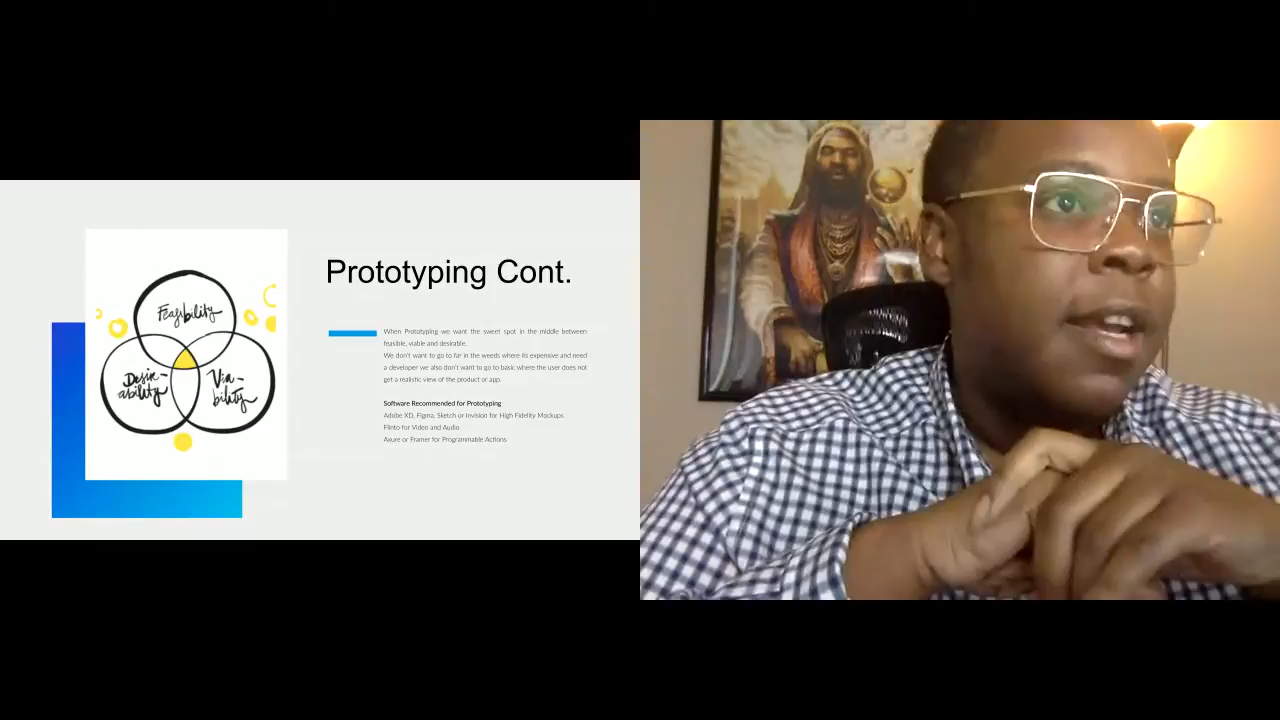 Feasibility
Desir-
ability
Via-
bility
Prototyping Cont.
When Prototyping we want the sweet spot in the middle between
feasible, viable and desirable.
We don't want to go to far in the weeds where its expensive and need
a developer we also don't want to go to basic where the user does not
get a realistic view of the product or app.
Software Recommended for Prototyping
Adobe XD, Figma, Sketch or Invision for High Fidelity Mockups
Flinto for Video and Audio
Axure or Framer for Programmable Actions